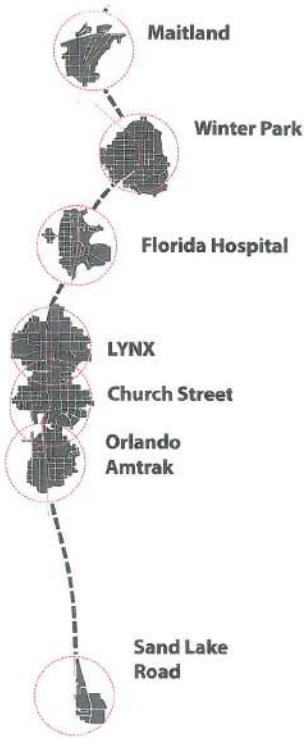 Maitland
Winter Park
Florida Hospital
LYNX
Church Street
Orlando
Amtrak
Sand Lake
Road